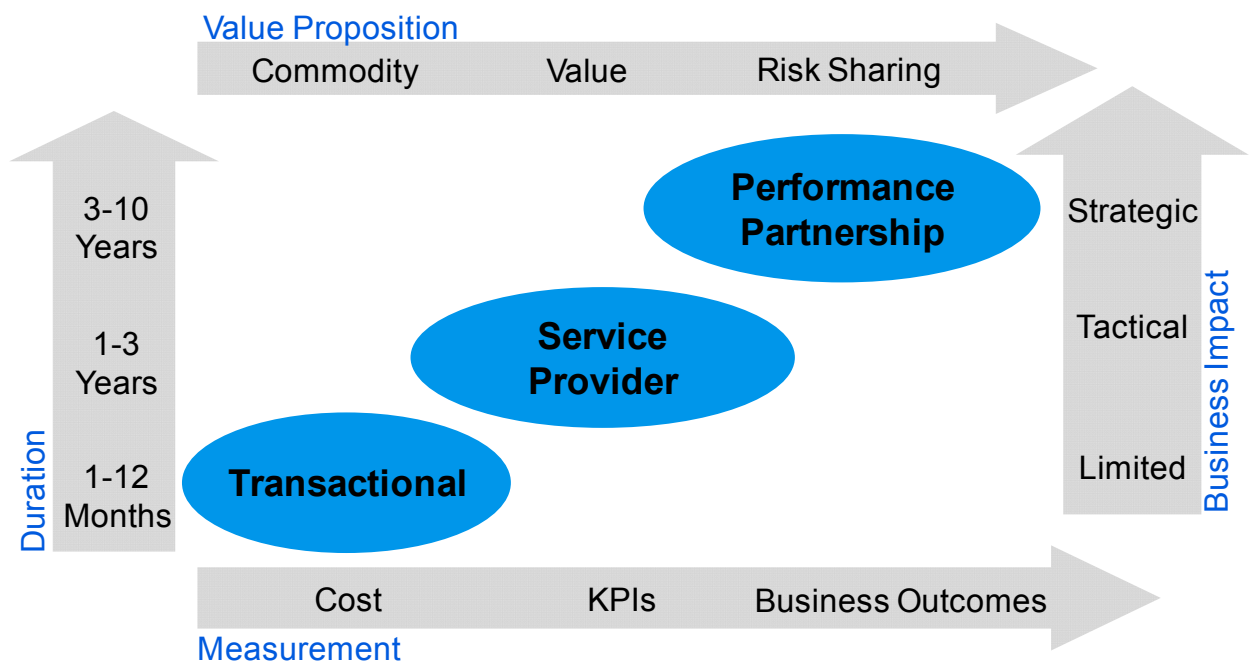 Value Proposition
Commodity Value Risk Sharing
3-10
Years
1-3
Years
1-12
Months
Duration
Performance
Partnership
Service
Provider
Transactional
Strategic
Tactical
Limited
Business Impact
Cost KPIs Business Outcomes
Measurement